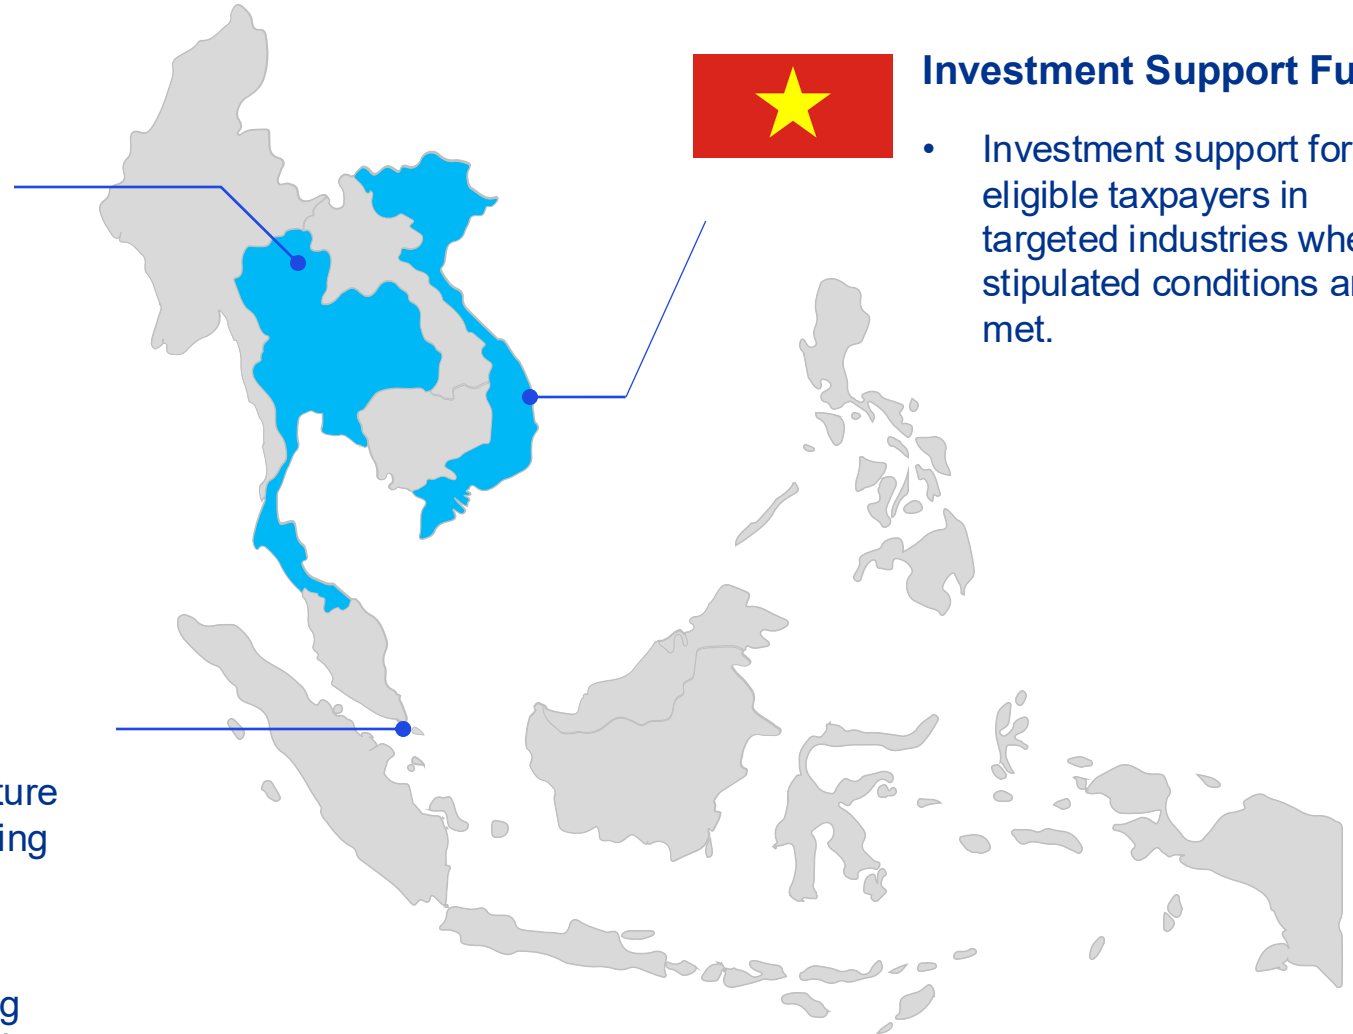 Investment Support Fu
• Investment support for
eligible taxpayers in
targeted industries whe
stipulated conditions ar
met.
ture
ing
g